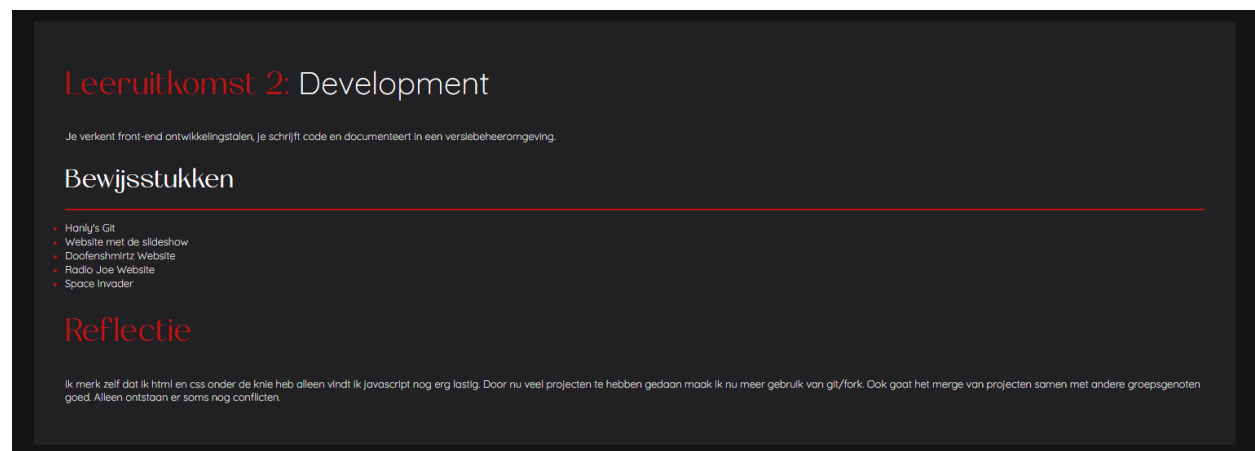 Leeruitkomst 2: Development
Je verkent front-end ontwikkelingstalen, je schrijft code en documenteert in een versiebeheeromgeving.
Bewijsstukken
Hanly's Git
Website met de slideshow
Doofenshmirtz Website
Radio Joe Website
Space Invader
Reflectie
Ik merk zelf dat ik html en css onder de knie heb alleen vindt ik javascript nog erg lastig. Door nu veel projecten te hebben gedaan maak ik nu meer gebruik van git/fork. Ook gaat het merge van projecten samen met andere groepsgenoten
goed. Alleen ontstaan er soms nog conflicten.